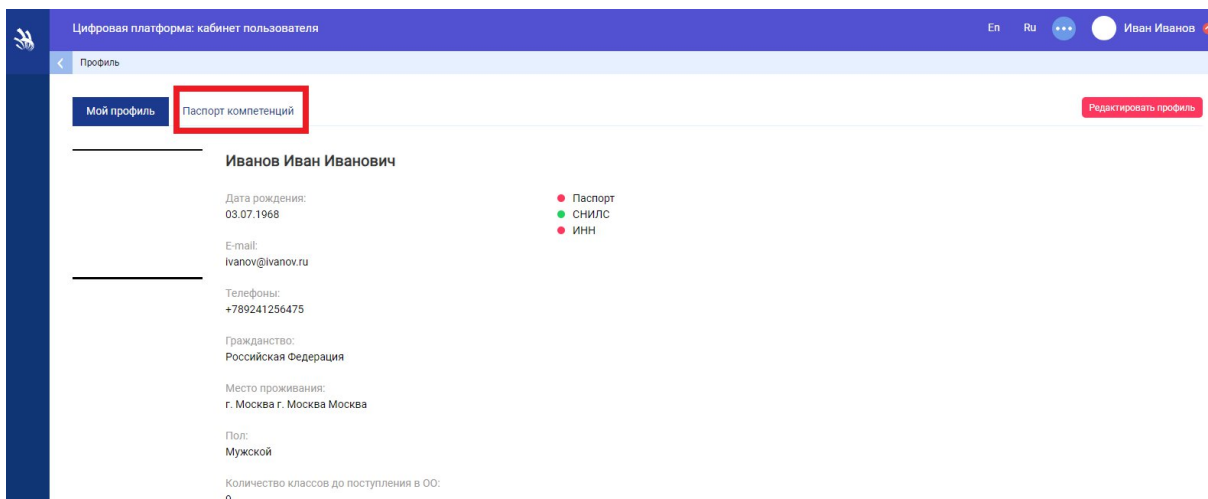 Цифровая платформа: кабинет пользователя
En Ru Иван Иванов
Профиль
Мой профиль Паспорт компетенций Редактировать профиль
Иванов Иван Иванович
Дата рождения:
03.07.1968
Паспорт
СНИЛС
ИНН
E-mail:
ivanov@ivanov.ru
Телефоны:
+789241256475
Гражданство:
Российская Федерация
Место проживания:
г. Москва г. Москва Москва
Пол:
Мужской
Количество классов до поступления в ОО: